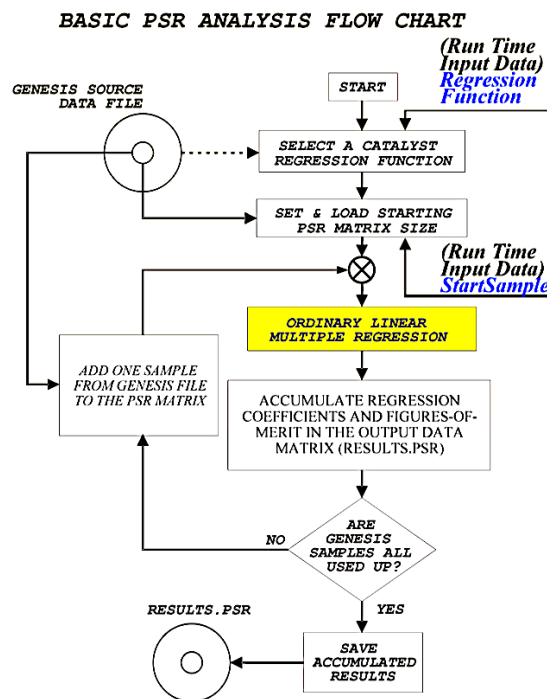 BASIC PSR ANALYSIS FLOW CHART
(Run Time
Input Data)
Regression
Function
GENESIS SOURCE
DATA FILE
START
SELECT A CATALYST
REGRESSION FUNCTION
SET & LOAD STARTING
PSR MATRIX SIZE
(Run Time
Input Data)
StartSample
ORDINARY LINEAR
MULTIPLE REGRESSION
ADD ONE SAMPLE
FROM GENESIS FILE
TO THE PSR MATRIX
ACCUMULATE REGRESSION
COEFFICIENTS AND FIGURES-OF-
MERIT IN THE OUTPUT DATA
MATRIX (RESULTS.PSR)
NO
ARE
GENESIS
SAMPLES ALL
USED UP?
YES
RESULTS.PSR
SAVE
ACCUMULATED
RESULTS